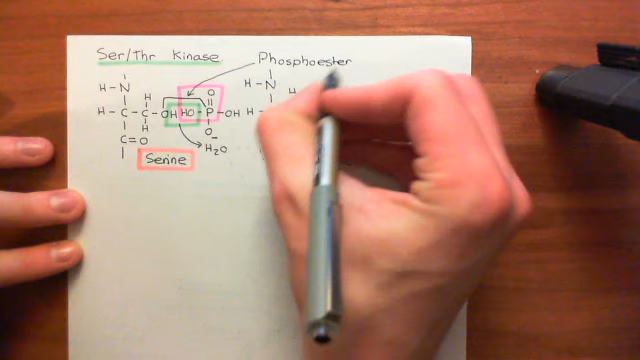 Ser/Thr Kinase
Phosphoester
H-N
H O
H-C-C-OH HO-P-OH
H O-
C=O
H2O
Serine
H-N
H
H